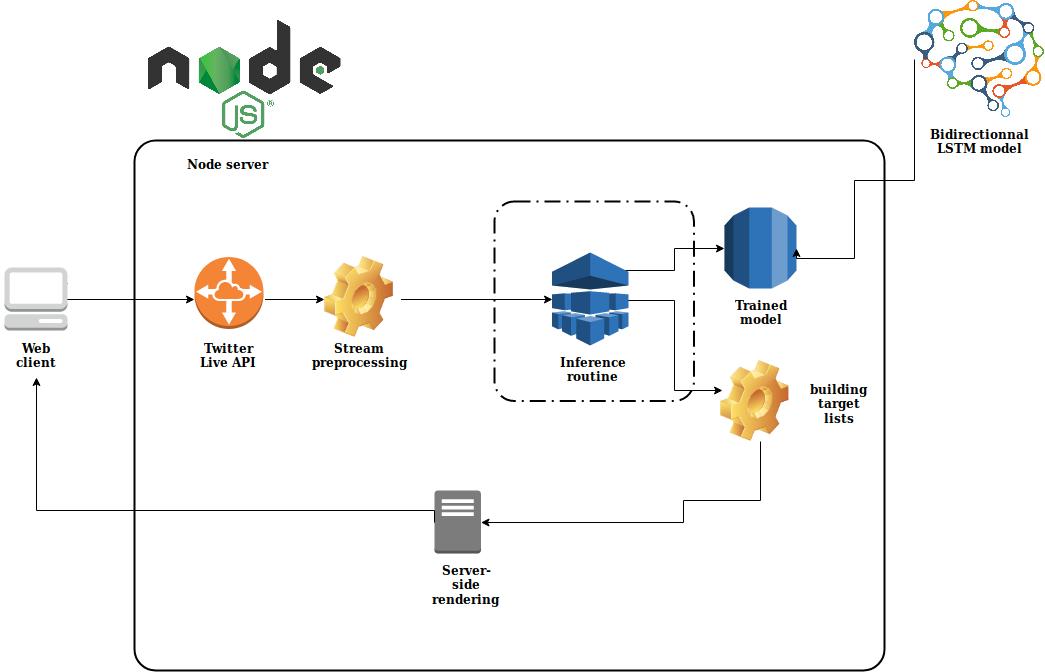 node
JS®
Bidirectionnal
LSTM model
Node server
Web
client
Twitter
Live API
Stream
preprocessing
Inference
routine
Trained
model
building
target
lists
Server-
side
rendering